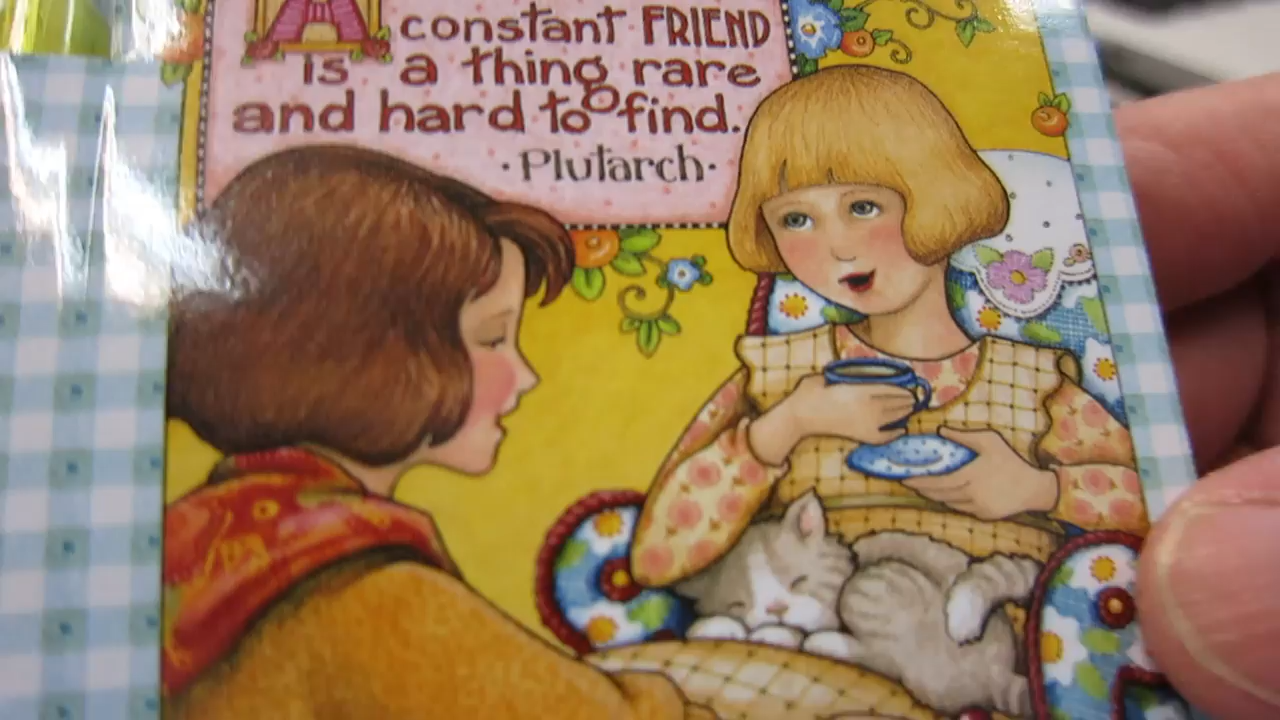 A constant FRIEND
is a thing rare
and hard to find.
·Plutarch·